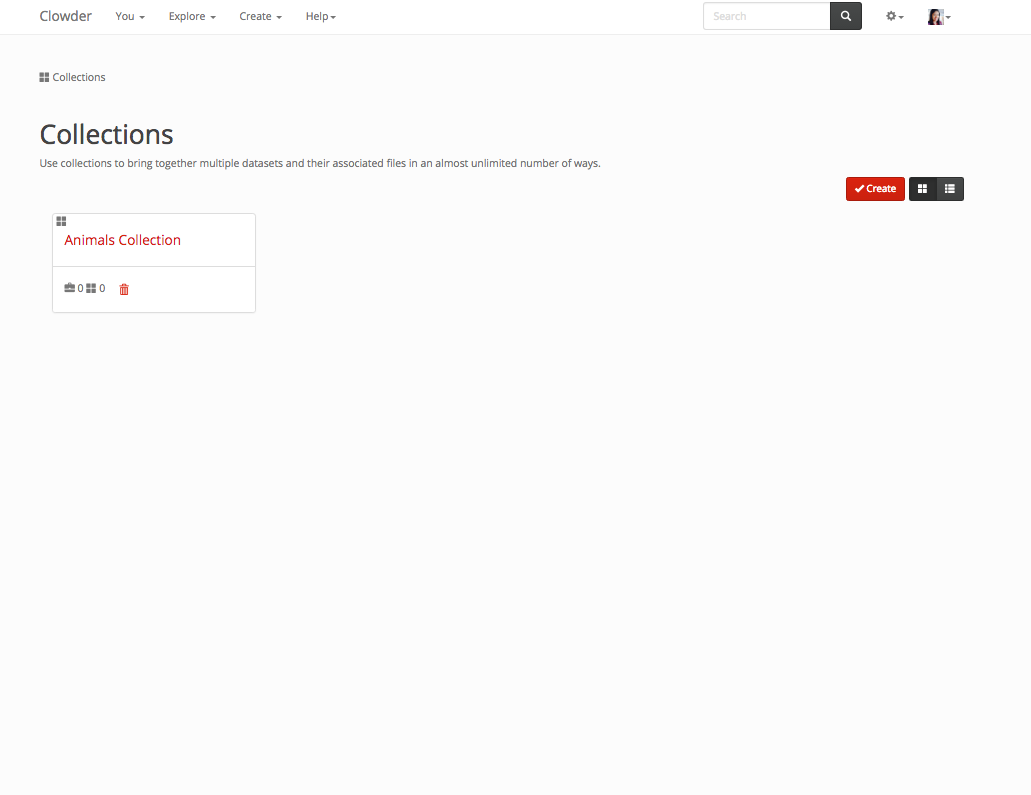 Clowder You Explore Create Help Search
Collections
Collections
Use collections to bring together multiple datasets and their associated files in an almost unlimited number of ways.
Create
Animals Collection
0 0